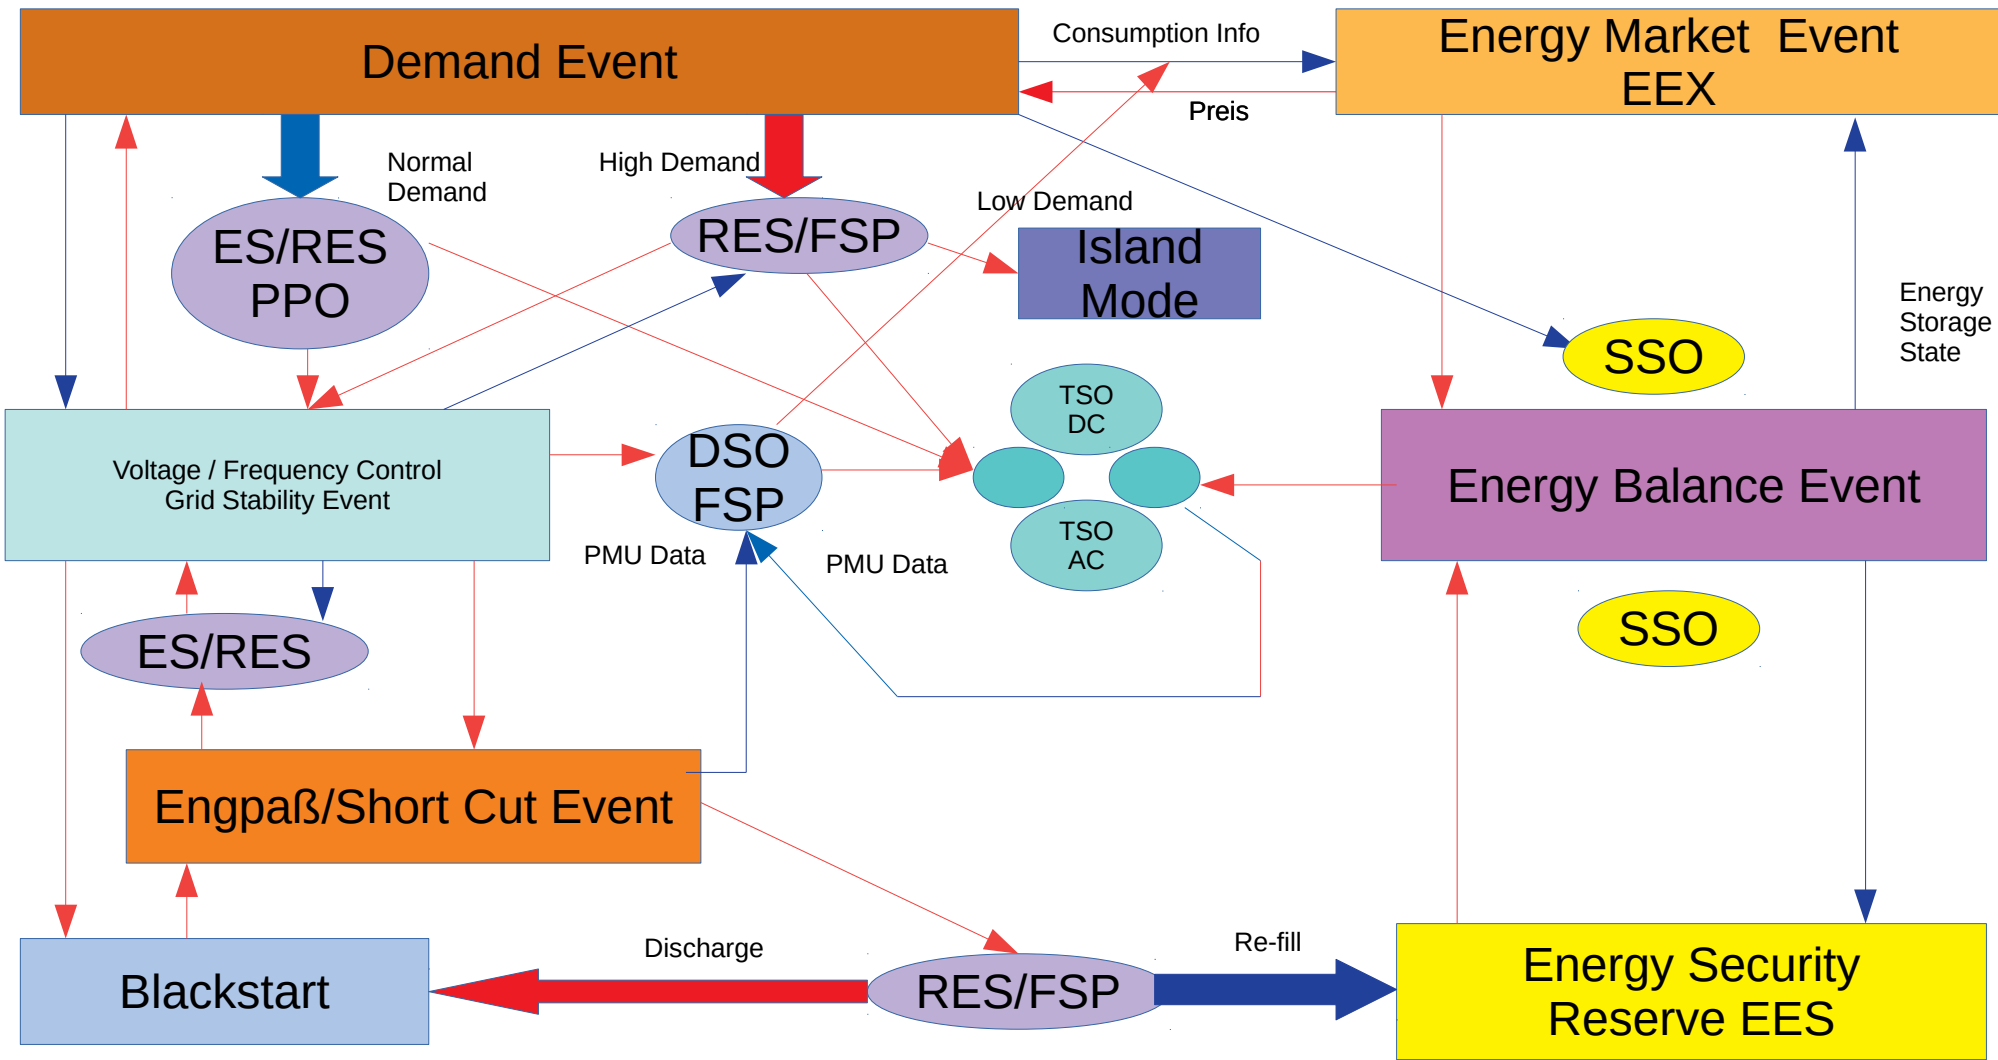 Demand Event
Consumption Info
Energy Market  Event
EEX
Preis
Normal
Demand
High Demand
Low Demand
ES/RES
PPO
RES/FSP
Island
Mode
Energy
Storage
State
SSO
TSO
DC
Voltage / Frequency Control
Grid Stability Event
DSO
FSP
Energy Balance Event
TSO
AC
PMU Data
PMU Data
ES/RES
SSO
Engpaß/Short Cut Event
Discharge
Re-fill
Blackstart
RES/FSP
Energy Security
Reserve EES